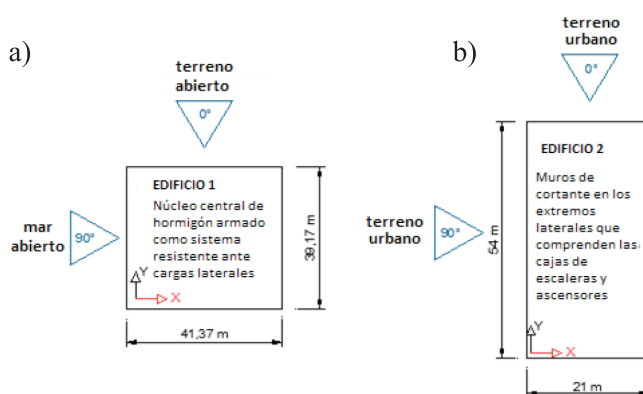 a)
terreno
abierto
0°
mar
abierto
90°
EDIFICIO 1
Núcleo central de
hormigón armado
como sistema
resistente ante
cargas laterales
Y
X
39,17 m
41,37 m
b)
terreno
urbano
0°
terreno
urbano
90°
54 m
EDIFICIO 2
Muros de
cortante en los
extremos
laterales que
comprenden las
cajas de
escaleras y
ascensores
Y
X
21 m